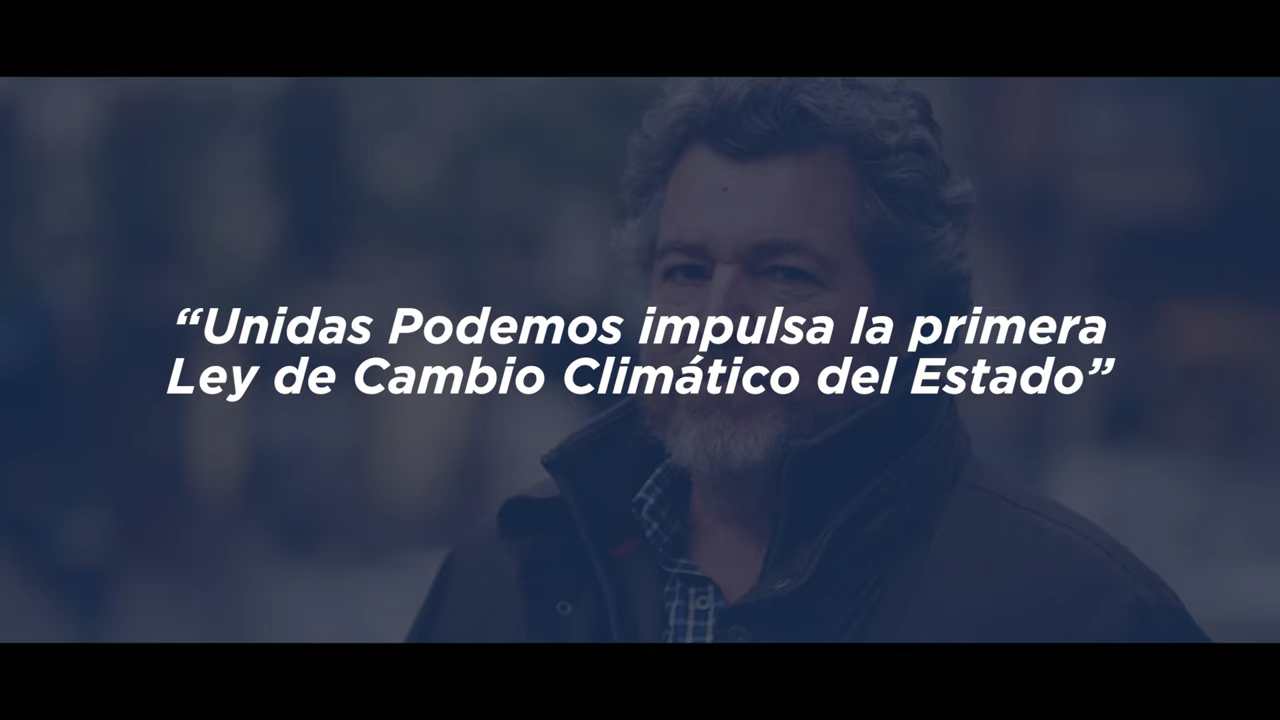 “Unidas Podemos impulsa la primera
Ley de Cambio Climático del Estado”